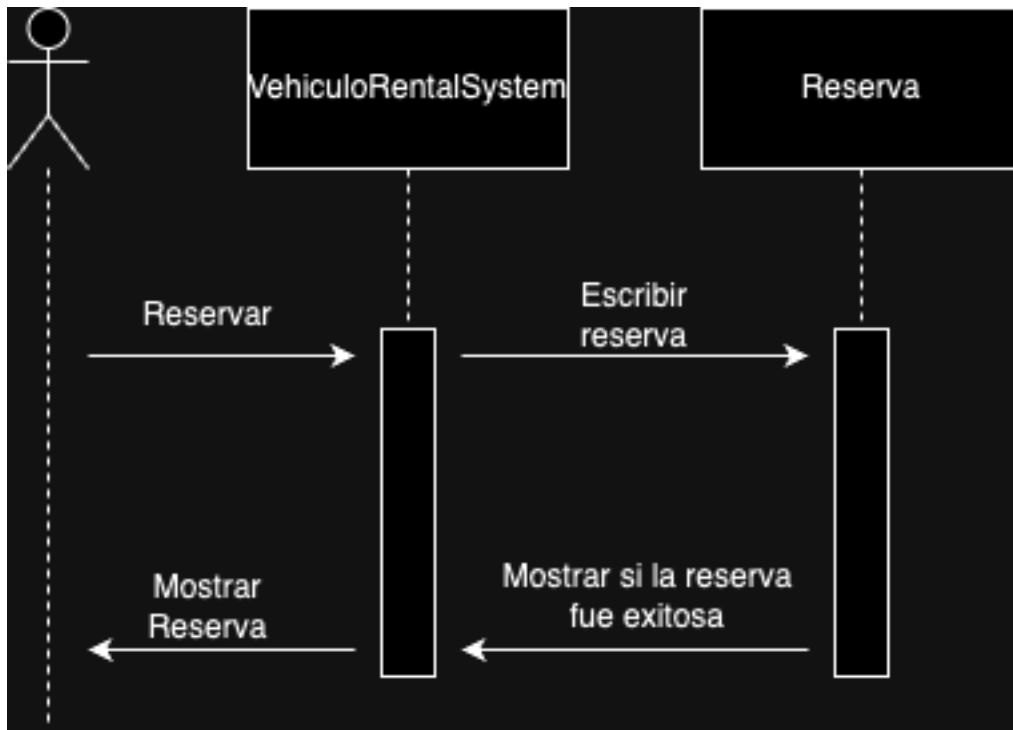 VehiculoRentalSystem
Reserva
Reservar
Escribir
reserva
Mostrar
Reserva
Mostrar si la reserva
fue exitosa